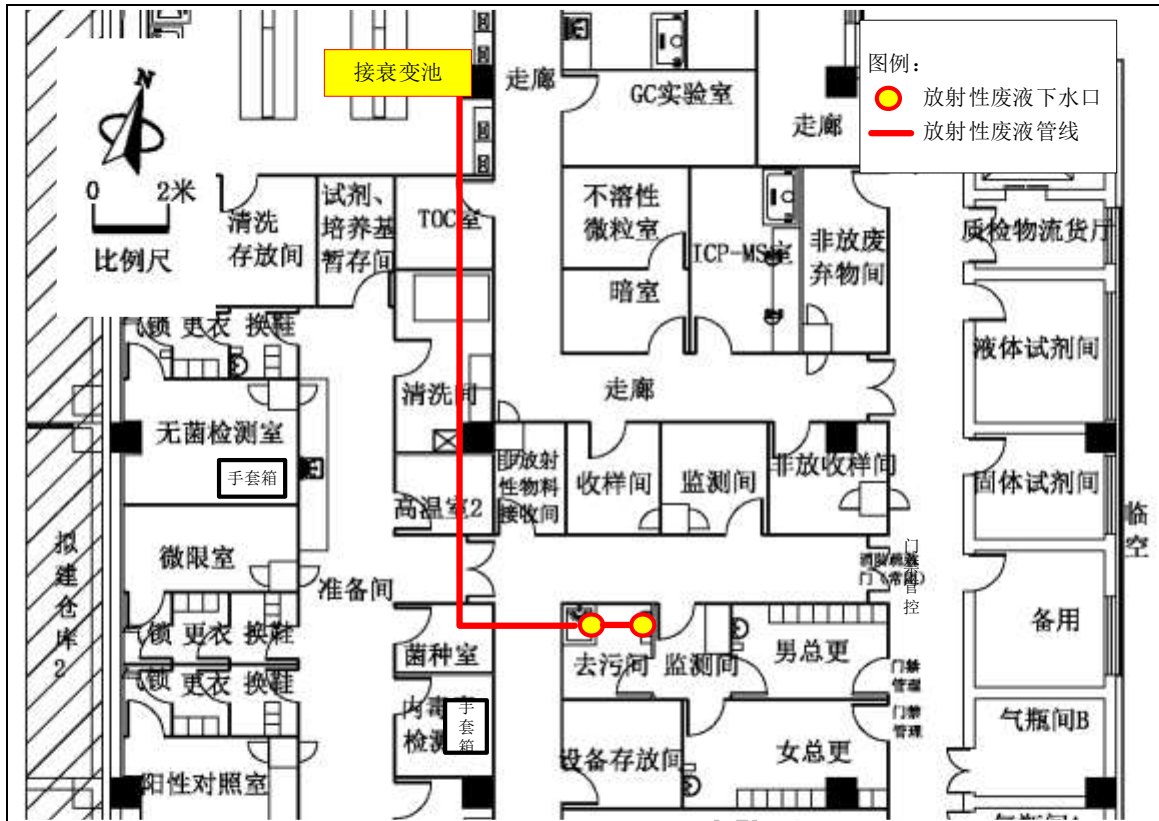 接衰变池
走廊
GC实验室
走廊
图例：
放射性废液下水口
放射性废液管线
N
0
2米
比例尺
清洗
存放间
试剂、
培养基
暂存间
TOC室
不溶性
微粒室
暗室
ICP-MS室
非放废
弃物间
质检物流货厅
液体试剂间
气锁
更衣
换鞋
清洗间
走廊
无菌检测室
手套箱
高温室2
即放射
性物料
接收间
收样间
监测间
非放收样间
固体试剂间
临空
拟建仓库2
微限室
准备间
消防疏散
门（常闭）
门禁管控
备用
气锁
更衣
换鞋
菌种室
去污间
监测间
男总更
门禁
管理
气锁
更衣
换鞋
内毒
检测
手套箱
设备存放间
女总更
门禁
管理
气瓶间B
阳性对照室